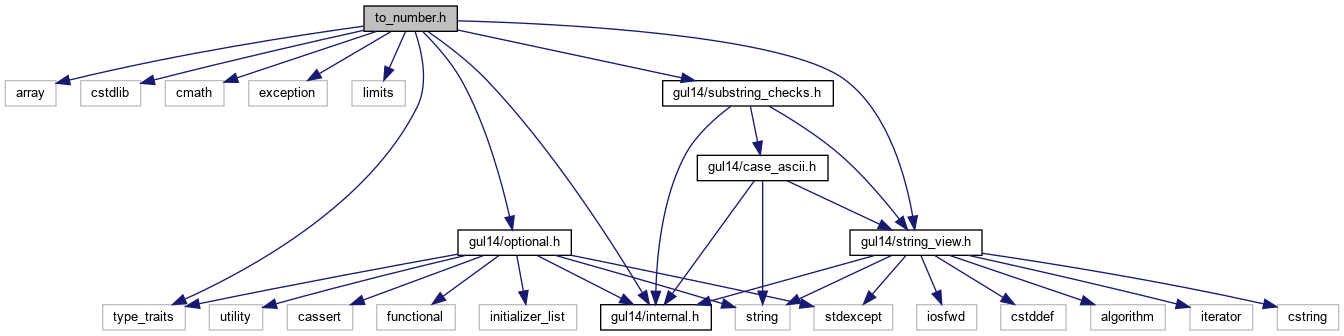 to_number.h
array
cstdlib
cmath
exception
limits
gul14/substring_checks.h
gul14/case_ascii.h
gul14/optional.h
gul14/string_view.h
type_traits
utility
cassert
functional
initializer_list
gul14/internal.h
string
stdexcept
iosfwd
cstddef
algorithm
iterator
cstring